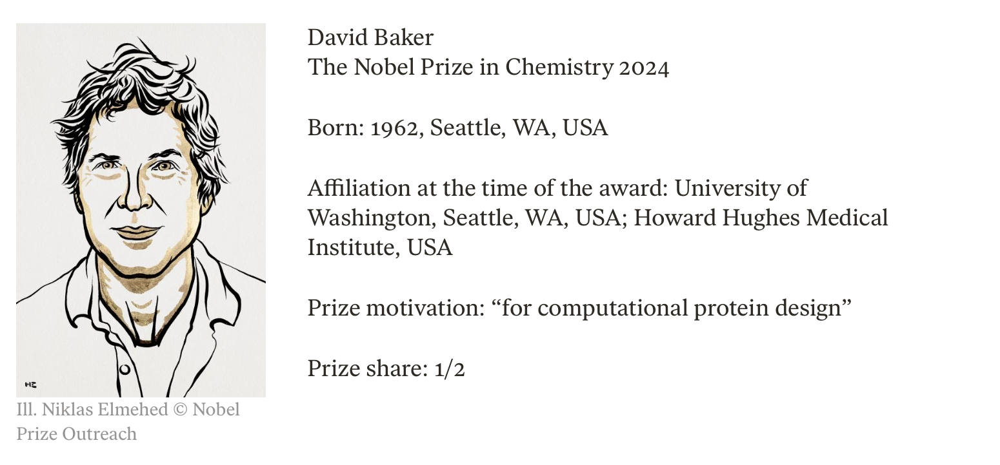 David Baker
The Nobel Prize in Chemistry 2024
Born: 1962, Seattle, WA, USA
Affiliation at the time of the award: University of
Washington, Seattle, WA, USA; Howard Hughes Medical
Institute, USA
Prize motivation: “for computational protein design”
Prize share: 1/2
Ill. Niklas Elmehed © Nobel
Prize Outreach